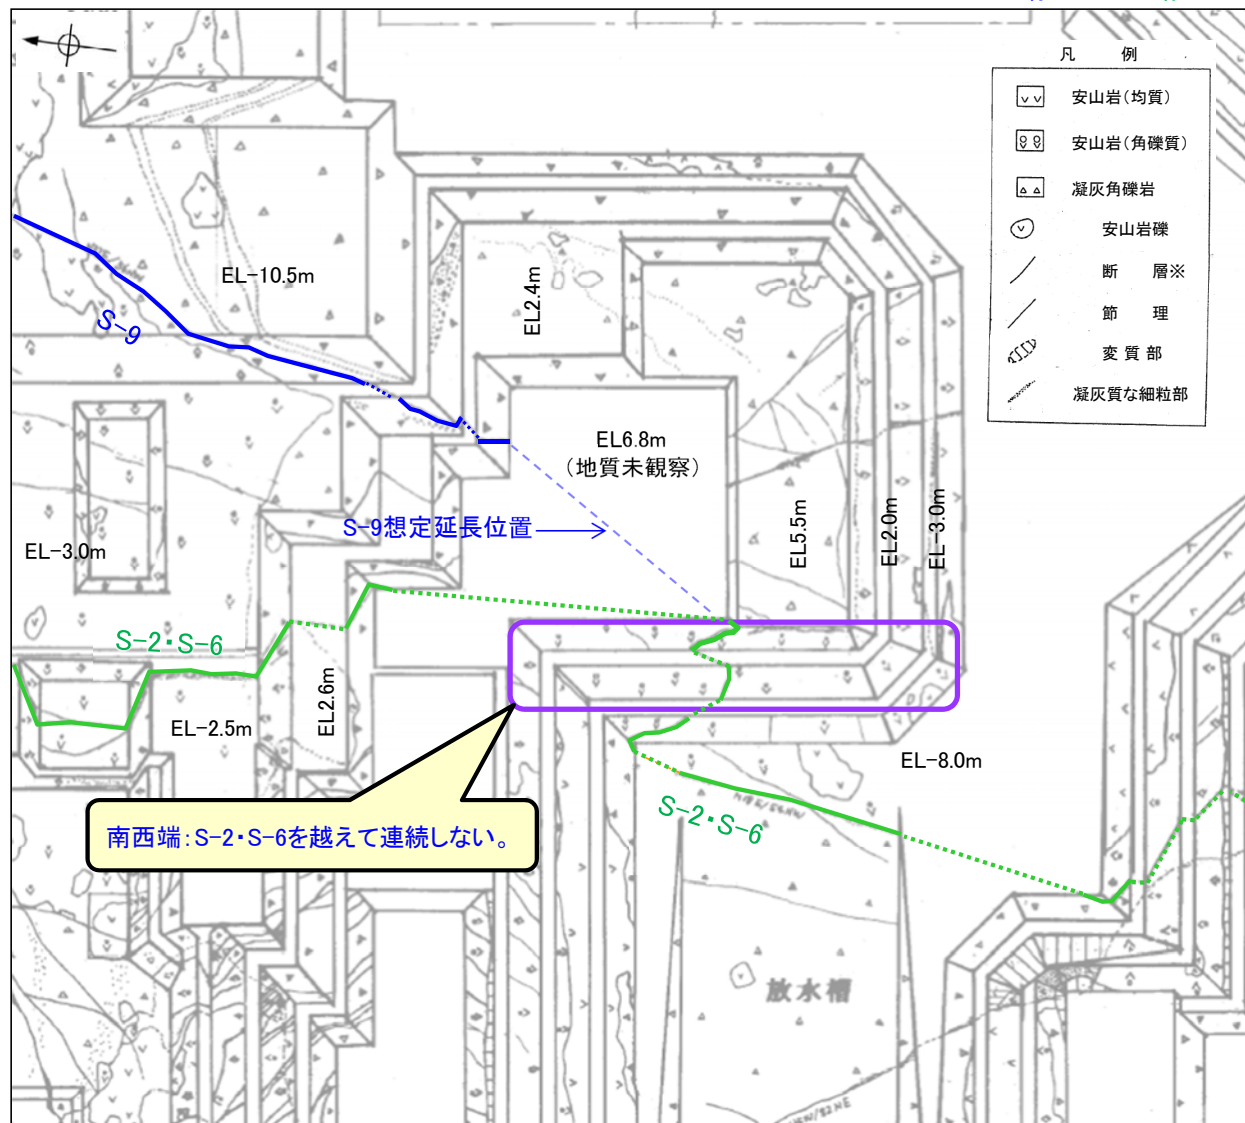 凡 例
安山岩(均質)
安山岩(角礫質)
凝灰角礫岩
安山岩礫
断 層※
節 理
変 質 部
凝灰質な細粒部
EL-10.5m
S-9
EL2.4m
EL6.8m
(地質未観察)
S-9想定延長位置
EL5.5m
EL2.0m
EL-3.0m
EL-3.0m
S-2・S-6
EL2.6m
EL-2.5m
EL-8.0m
S-2・S-6
南西端:S-2・S-6を越えて連続しない。
放水槽